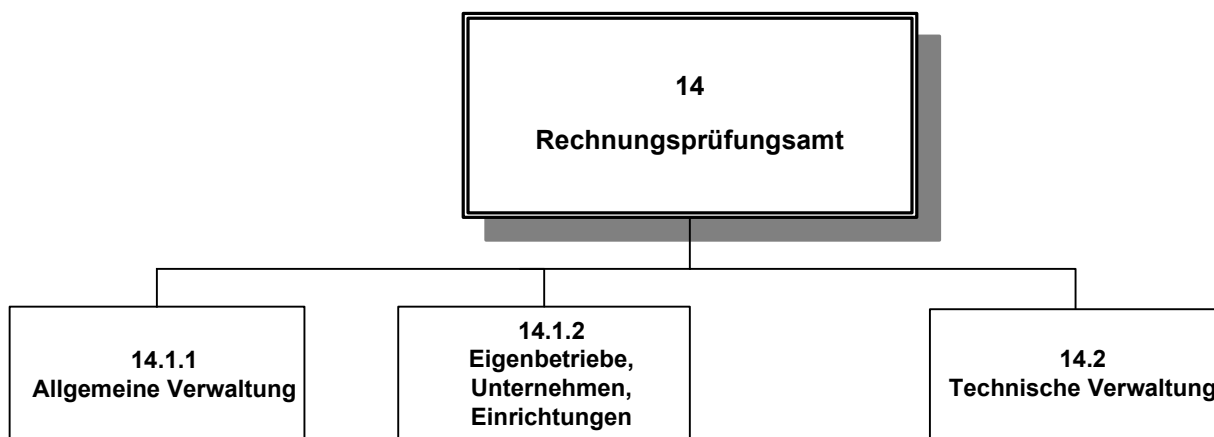 14
Rechnungsprüfungsamt
14.1.1
Allgemeine Verwaltung
14.1.2
Eigenbetriebe,
Unternehmen,
Einrichtungen
14.2
Technische Verwaltung